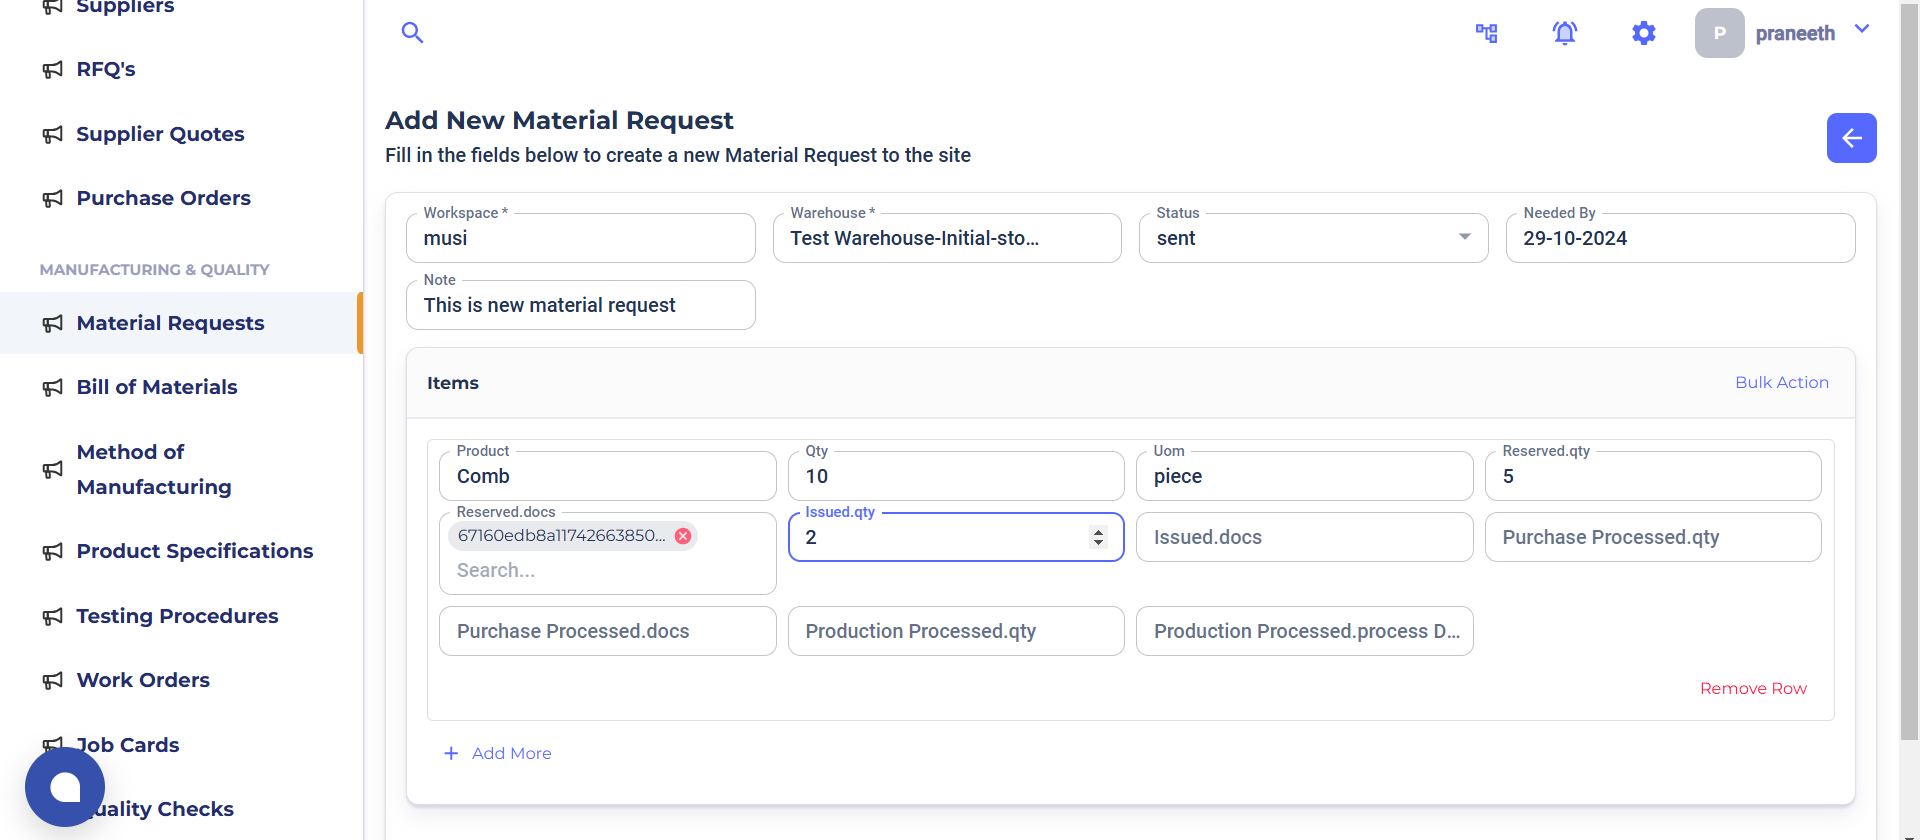 Suppliers
RFQ's
Supplier Quotes
Purchase Orders
MANUFACTURING & QUALITY
Material Requests
Bill of Materials
Method of
Manufacturing
Product Specifications
Testing Procedures
Work Orders
Job Cards
uality Checks
P praneeth
Add New Material Request
Fill in the fields below to create a new Material Request to the site
Workspace * Warehouse * Status Needed By
musi Test Warehouse-Initial-sto... sent 29-10-2024
Note
This is new material request
Items Bulk Action
Product Qty Uom Reserved.qty
Comb 10 piece 5
Reserved.docs Issued.qty
67160edb8a11742663850... 2 Issued.docs Purchase Processed.qty
Search...
Purchase Processed.docs Production Processed.qty Production Processed.process D...
Remove Row
+ Add More